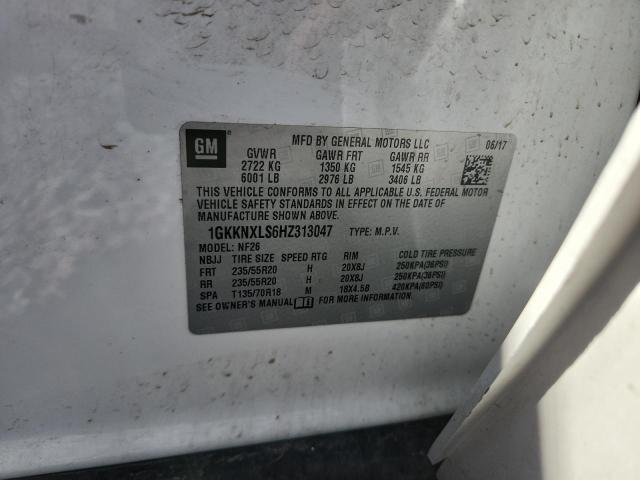 GM
MFD BY GENERAL MOTORS LLC 06/17
GVWR GAWR FRT GAWR RR
2722 KG 1350 KG 1545 KG
6001 LB 2976 LB 3406 LB
THIS VEHICLE CONFORMS TO ALL APPLICABLE U.S. FEDERAL MOTOR
VEHICLE SAFETY STANDARDS IN EFFECT ON THE DATE OF
MANUFACTURE SHOWN ABOVE.
1GKKNXLS6HZ313047 TYPE: M.P.V.
MODEL: NF26
NBJJ TIRE SIZE SPEED RTG RIM COLD TIRE PRESSURE
FRT 235/55R20 H 20X8J 250KPA(36PSI)
RR 235/55R20 H 20X8J 250KPA(36PSI)
SPA T135/70R18 M 18X4.5B 420KPA(60PSI)
SEE OWNER'S MANUAL FOR MORE INFORMATION.